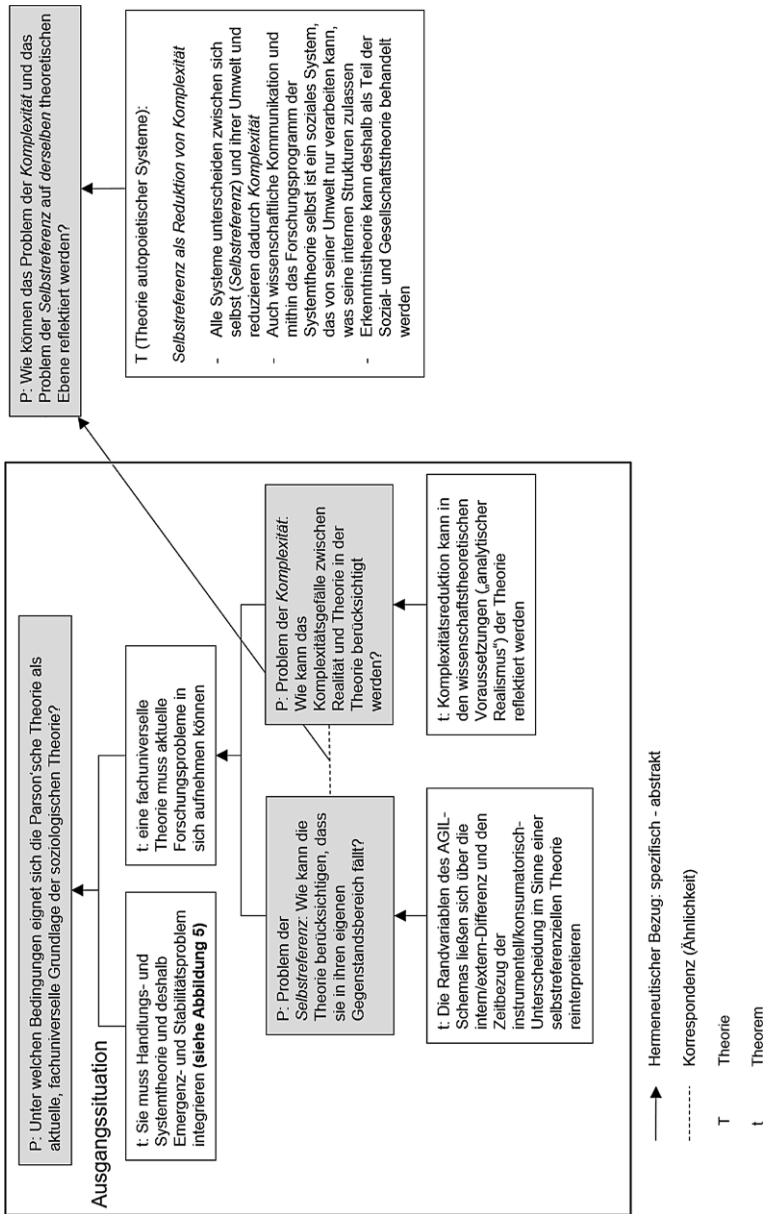 P: Unter welchen Bedingungen eignet sich die Parson'sche Theorie als
aktuelle, fachuniverselle Grundlage der soziologischen Theorie?
Ausgangssituation
t: Sie muss Handlungs- und
Systemtheorie und deshalb
Emergenz- und Stabilitätsproblem
integrieren (siehe Abbildung 5)
t: eine fachuniverselle
Theorie muss aktuelle
Forschungsprobleme in
sich aufnehmen können
P: Problem der
Selbstreferenz: Wie kann die
Theorie berücksichtigen, dass
sie in ihren eigenen
Gegenstandsbereich fällt?
P: Problem der Komplexität:
Wie kann das
Komplexitätsgefälle zwischen
Realität und Theorie in der
Theorie berücksichtigt
werden?
t: Die Randvariablen des AGIL-
Schemas ließen sich über die
intern/extern-Differenz und den
Zeitbezug der
instrumentell/konsumatorisch-
Unterscheidung im Sinne einer
selbstreferenziellen Theorie
reinterpretieren
t: Komplexitätsreduktion kann in
den wissenschaftstheoretischen
Voraussetzungen („analytischer
Realismus“) der Theorie
reflektiert werden
P: Wie können das Problem der Komplexität und das
Problem der Selbstreferenz auf derselben theoretischen
Ebene reflektiert werden?
T (Theorie autopoietischer Systeme):
Selbstreferenz als Reduktion von Komplexität
- Alle Systeme unterscheiden zwischen sich
selbst (Selbstreferenz) und ihrer Umwelt und
reduzieren dadurch Komplexität
- Auch wissenschaftliche Kommunikation und
mithin das Forschungsprogramm der
Systemtheorie selbst ist ein soziales System,
das von seiner Umwelt nur verarbeiten kann,
was seine internen Strukturen zulassen
- Erkenntnistheorie kann deshalb als Teil der
Sozial- und Gesellschaftstheorie behandelt
werden
Hermeneutischer Bezug: spezifisch - abstrakt
Korrespondenz (Ähnlichkeit)
T Theorie
t Theorem